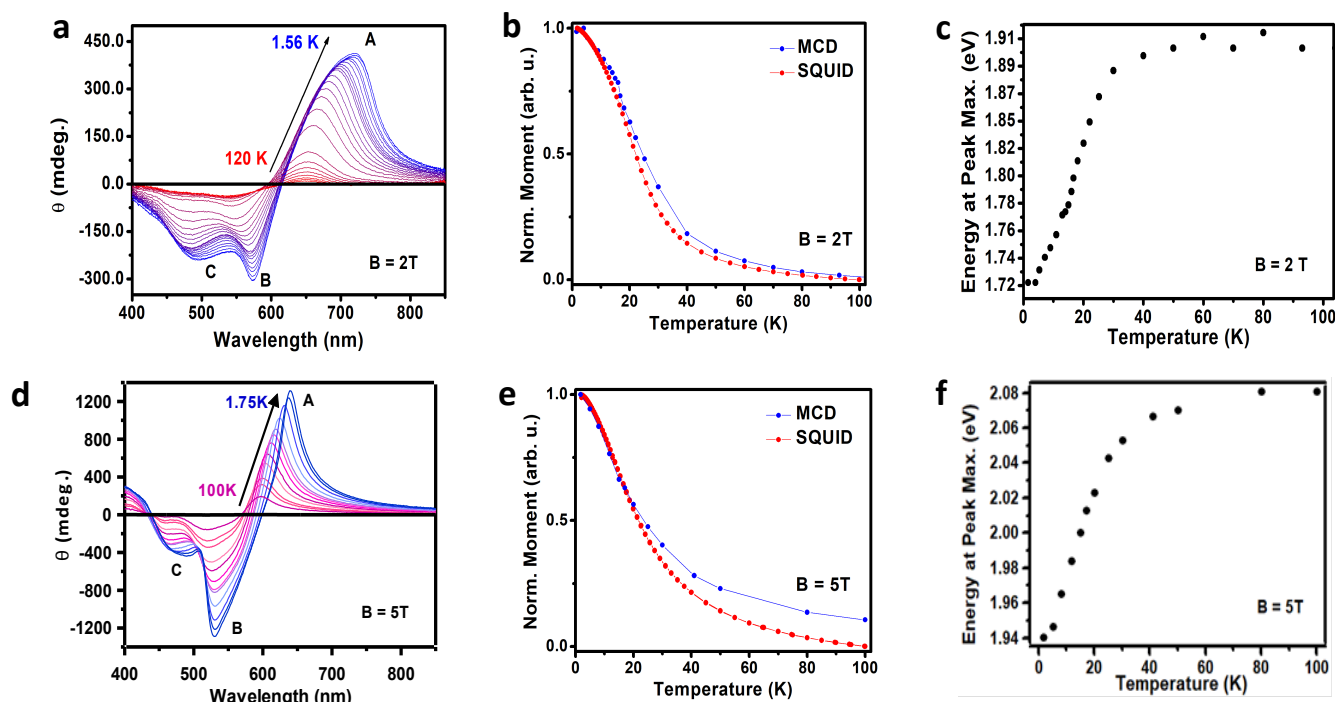 a
450.0
300.0
150.0
0.0
-150.0
-300.0
θ (mdeg.)
1.56 K
A
120 K
C
B
B = 2T
400 500 600 700 800
Wavelength (nm)
b
1.0
0.5
0.0
Norm. Moment (arb. u.)
MCD
SQUID
B = 2T
0 20 40 60 80 100
Temperature (K)
c
1.91
1.89
1.87
1.85
1.82
1.80
1.78
1.76
1.74
1.72
Energy at Peak Max. (eV)
B = 2 T
0 20 40 60 80 100
Temperature (K)
d
1200
800
400
0
-400
-800
-1200
θ (mdeg.)
1.75K
A
100K
C
B
B = 5T
400 500 600 700 800
Wavelength (nm)
e
1.0
0.5
0.0
Norm. Moment (arb. u.)
MCD
SQUID
B = 5T
0 20 40 60 80 100
Temperature (K)
f
2.08
2.06
2.04
2.02
2.00
1.98
1.96
1.94
Energy at Peak Max. (eV)
B = 5T
0 20 40 60 80 100
Temperature (K)